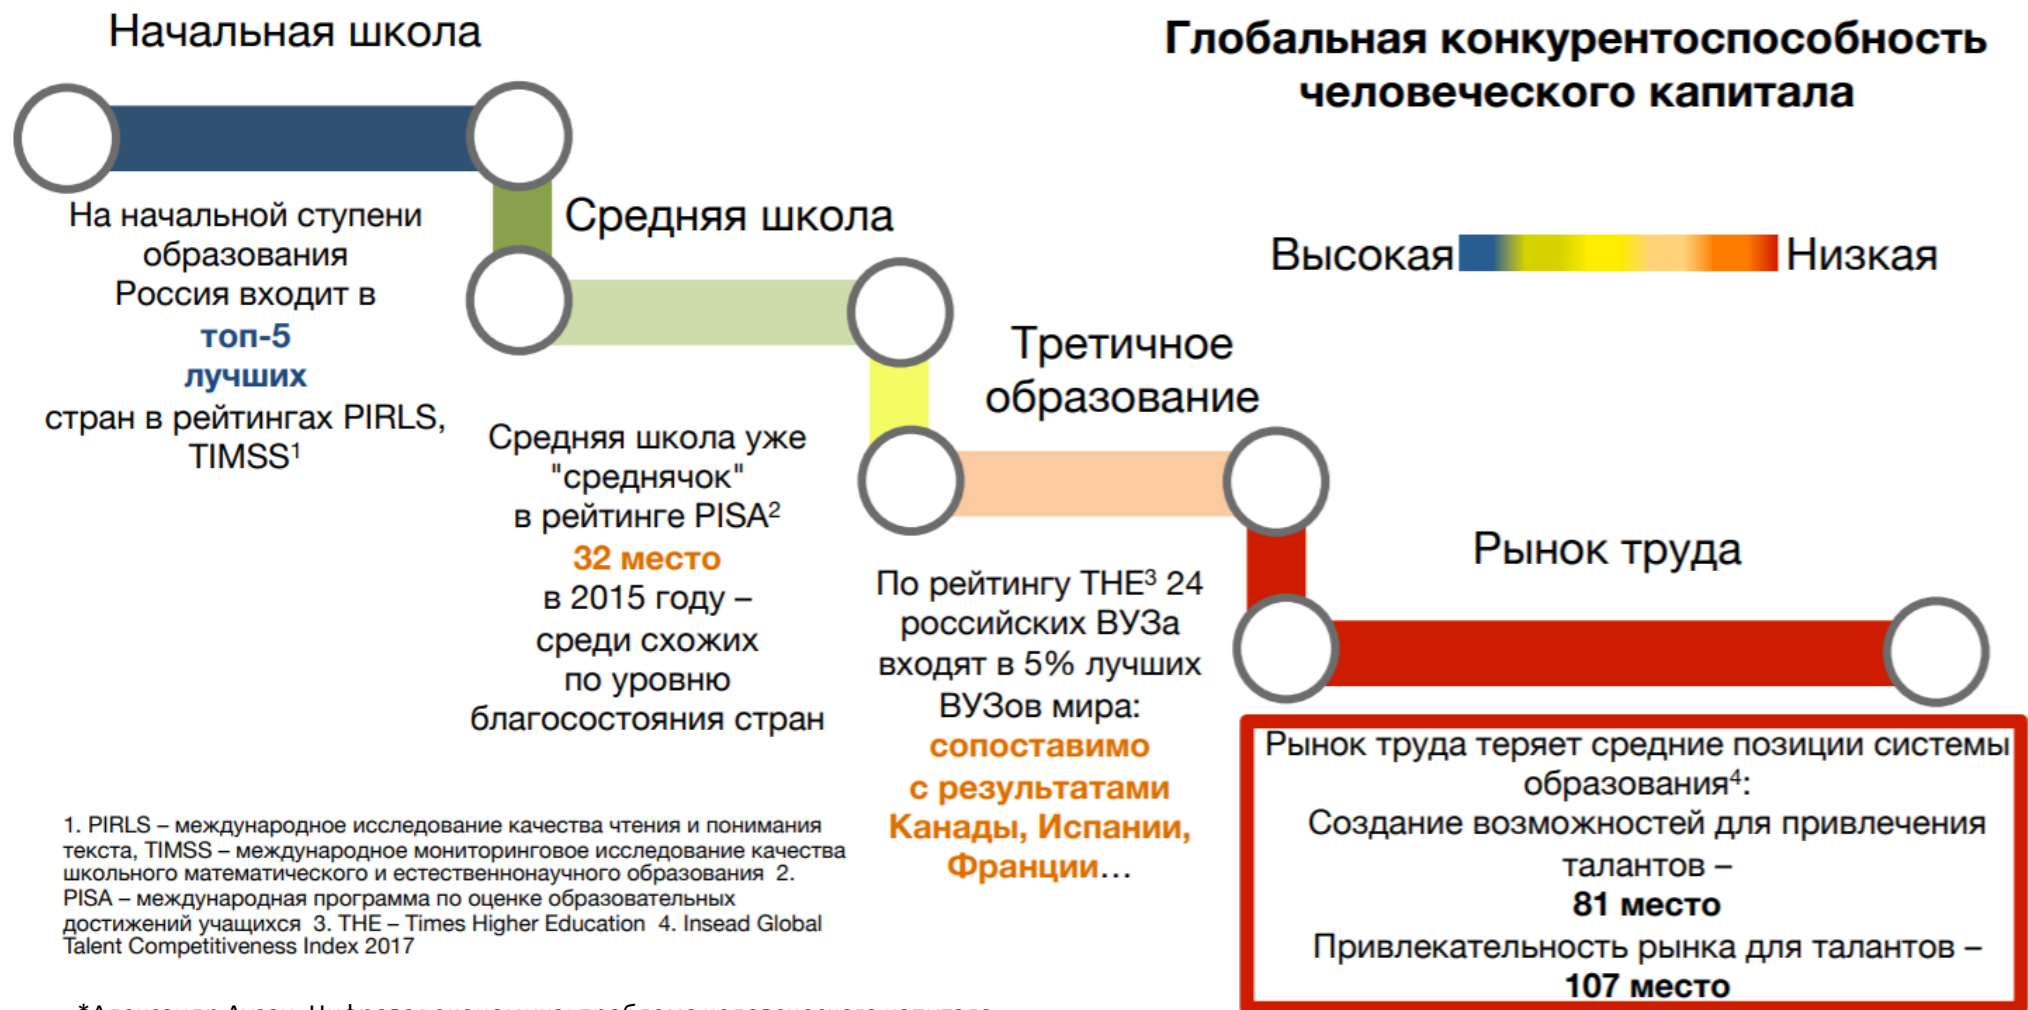 Начальная школа
Глобальная конкурентоспособность
человеческого капитала
На начальной ступени
образования
Россия входит в
топ-5
лучших
стран в рейтингах PIRLS,
TIMSS¹
Средняя школа
Высокая
Низкая
Средняя школа уже
"среднячок"
в рейтинге PISA²
32 место
в 2015 году –
среди схожих
по уровню
благосостояния стран
Третичное
образование
По рейтингу THE³ 24
российских ВУЗа
входят в 5% лучших
ВУЗов мира:
сопоставимо
с результатами
Канады, Испании,
Франции...
Рынок труда
Рынок труда теряет средние позиции системы
образования⁴:
Создание возможностей для привлечения
талантов –
81 место
Привлекательность рынка для талантов –
107 место
1. PIRLS – международное исследование качества чтения и понимания
текста, TIMSS – международное мониторинговое исследование качества
школьного математического и естественнонаучного образования 2.
PISA – международная программа по оценке образовательных
достижений учащихся 3. THE – Times Higher Education 4. Insead Global
Talent Competitiveness Index 2017